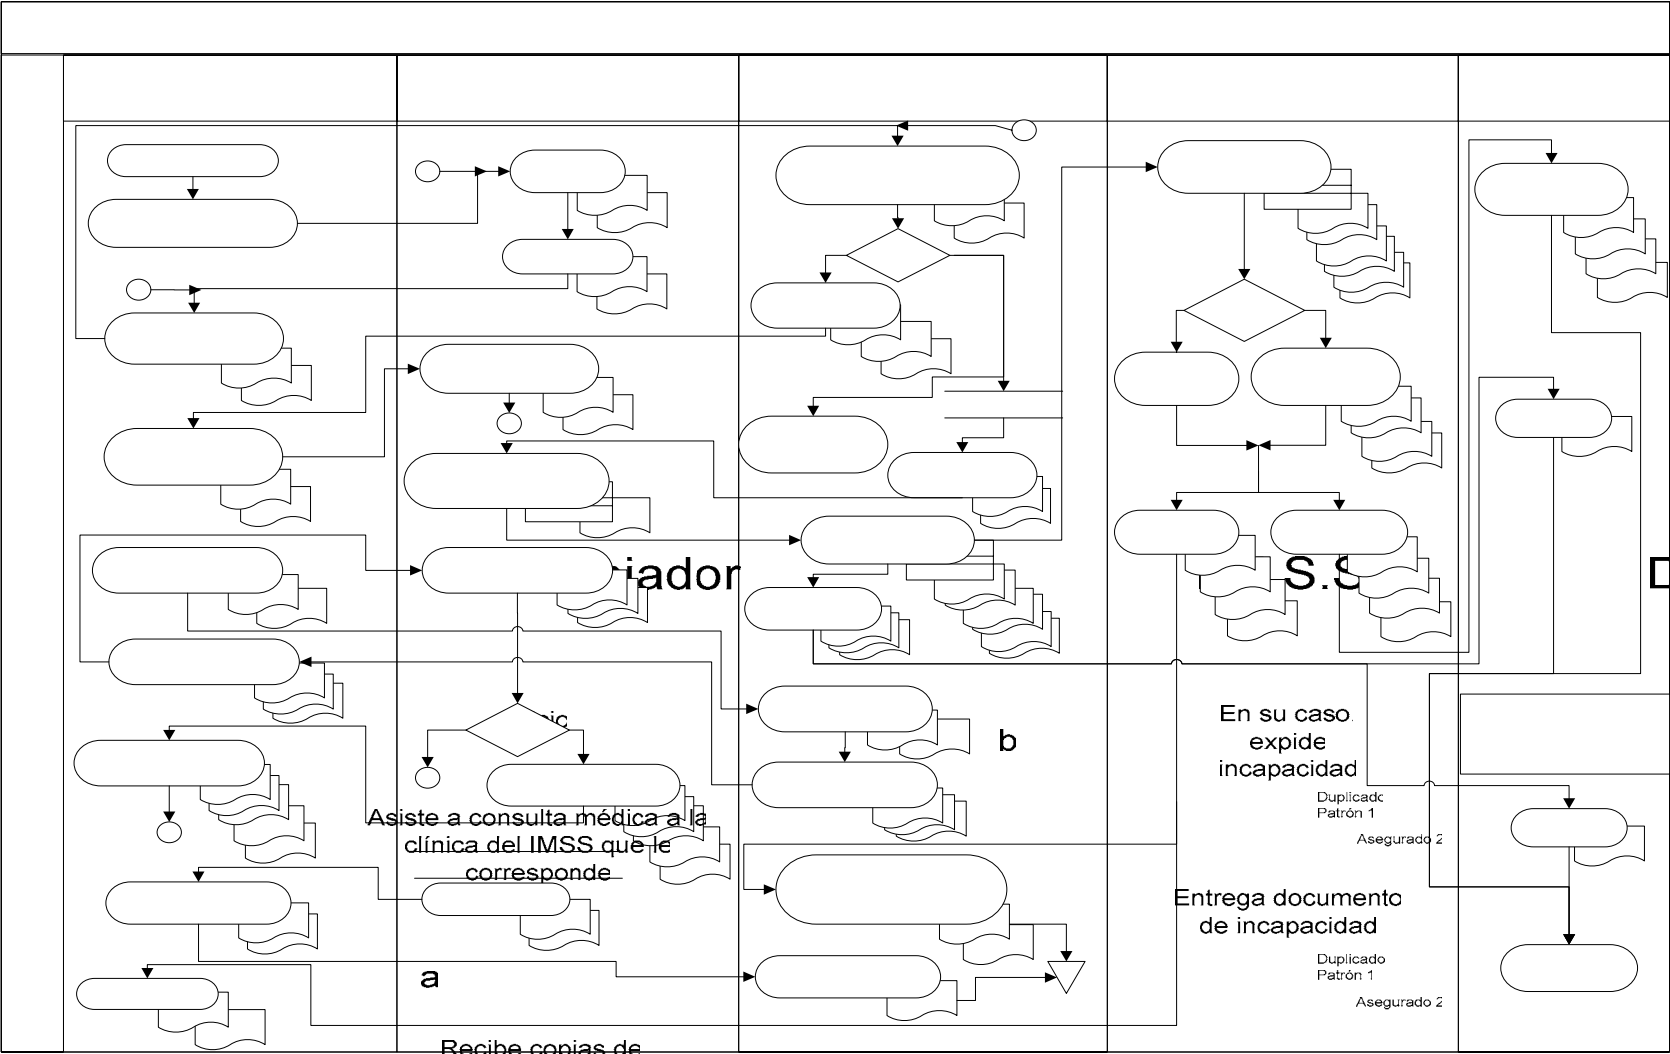 iador
S.S
D
b
En su caso
expide
incapacidad
Duplicado
Patrón 1
Asegurado 2
Asiste a consulta médica a la
clínica del IMSS que le
corresponde
Entrega documento
de incapacidad
Duplicado
Patrón 1
Asegurado 2
a
Recibe copias de